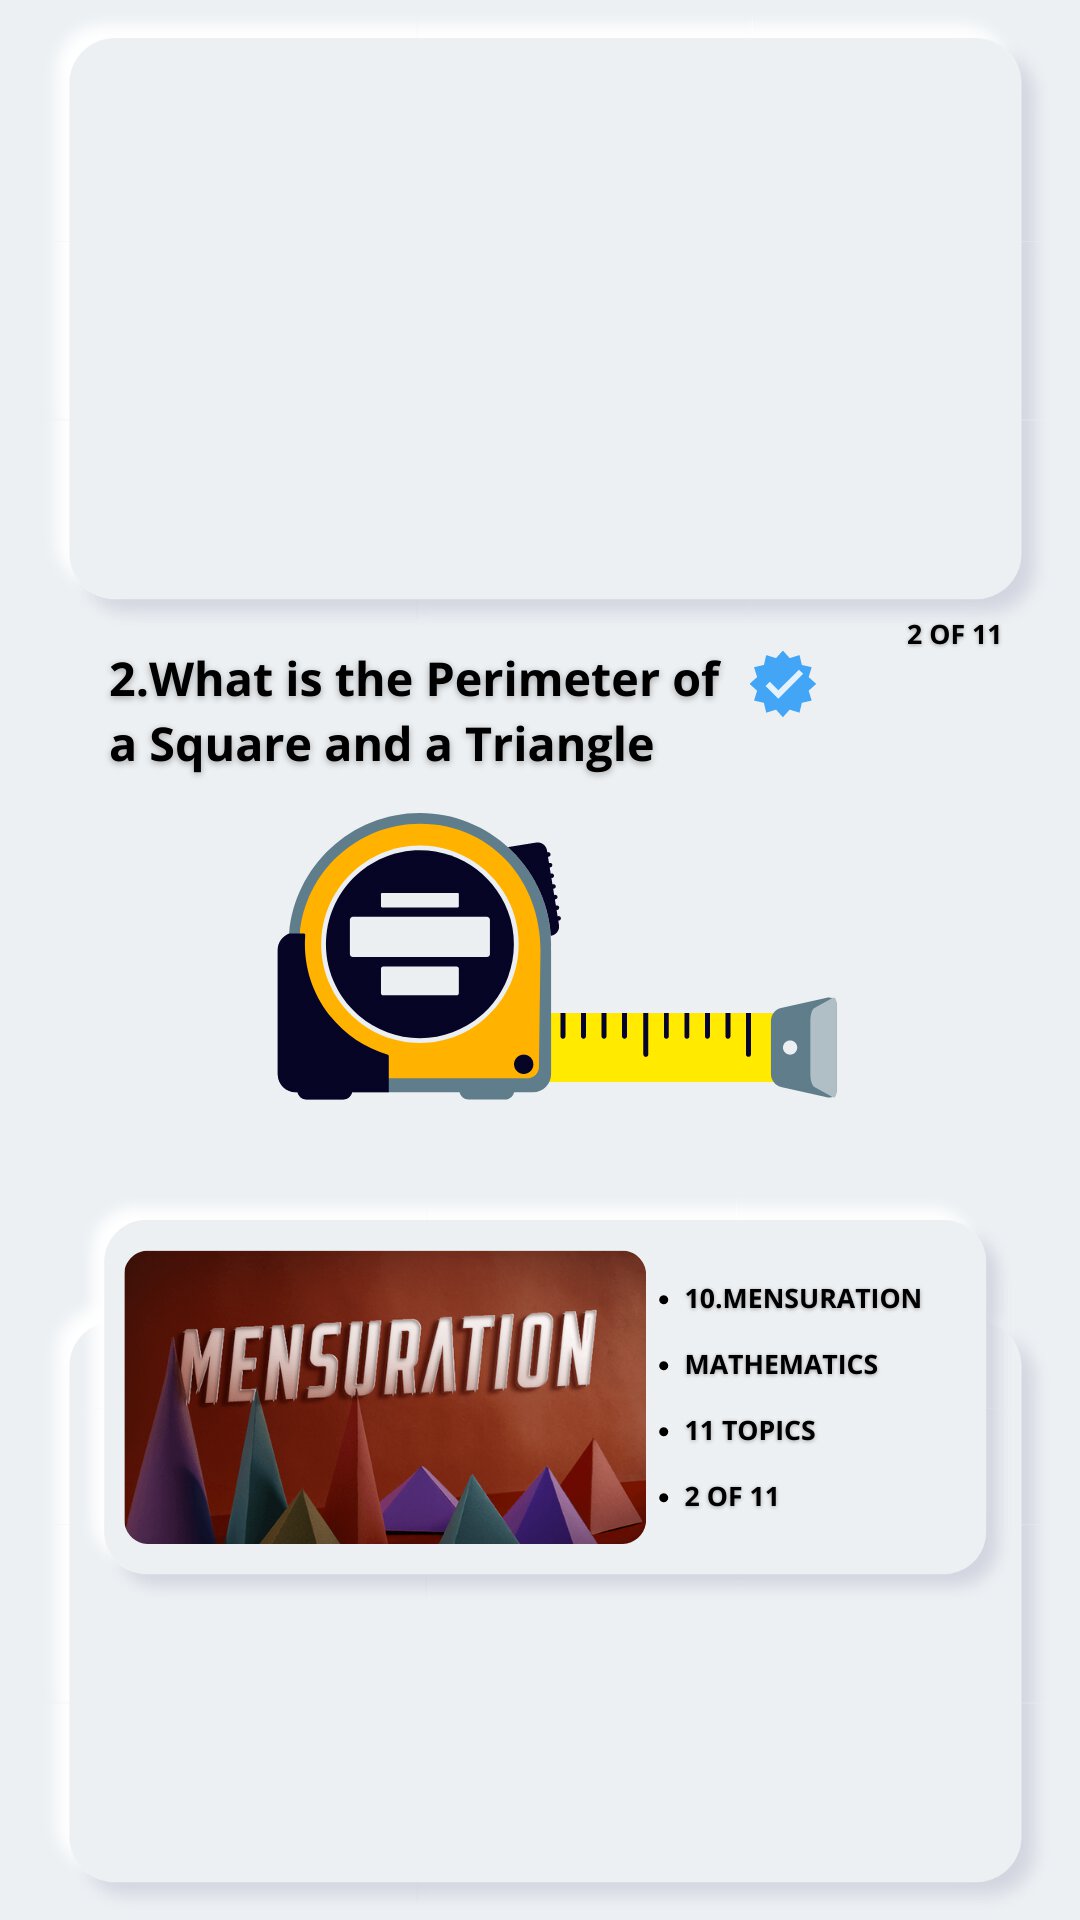 2 OF 11
2.What is the Perimeter of
a Square and a Triangle
MENSURATION
• 10.MENSURATION
• MATHEMATICS
• 11 TOPICS
• 2 OF 11